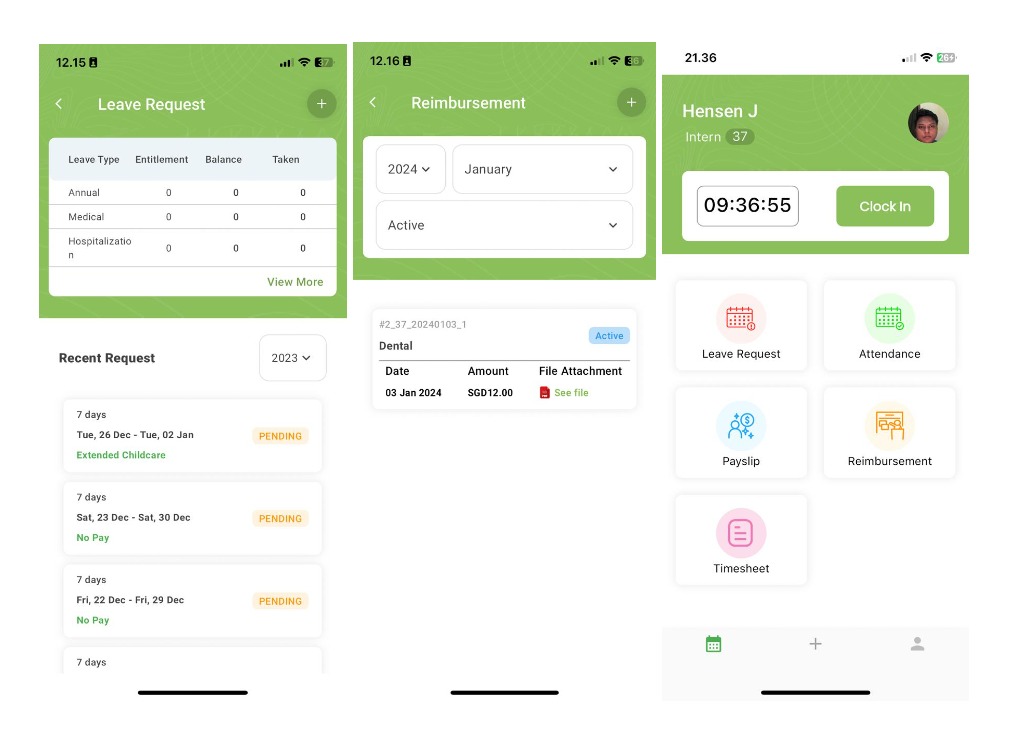 12.15
37
Leave Request
+
Leave Type Entitlement Balance Taken
Annual 0 0 0
Medical 0 0 0
Hospitalizatio
n 0 0 0
View More
Recent Request
2023
7 days
Tue, 26 Dec - Tue, 02 Jan
PENDING
Extended Childcare
7 days
Sat, 23 Dec - Sat, 30 Dec
PENDING
No Pay
7 days
Fri, 22 Dec - Fri, 29 Dec
PENDING
No Pay
7 days
12.16
36
Reimbursement
+
2024
January
Active
#2_37_20240103_1
Active
Dental
Date Amount File Attachment
03 Jan 2024 SGD12.00 See file
21.36
26
Hensen J
Intern 37
09:36:55
Clock In
Leave Request
Attendance
Payslip
Reimbursement
Timesheet
+